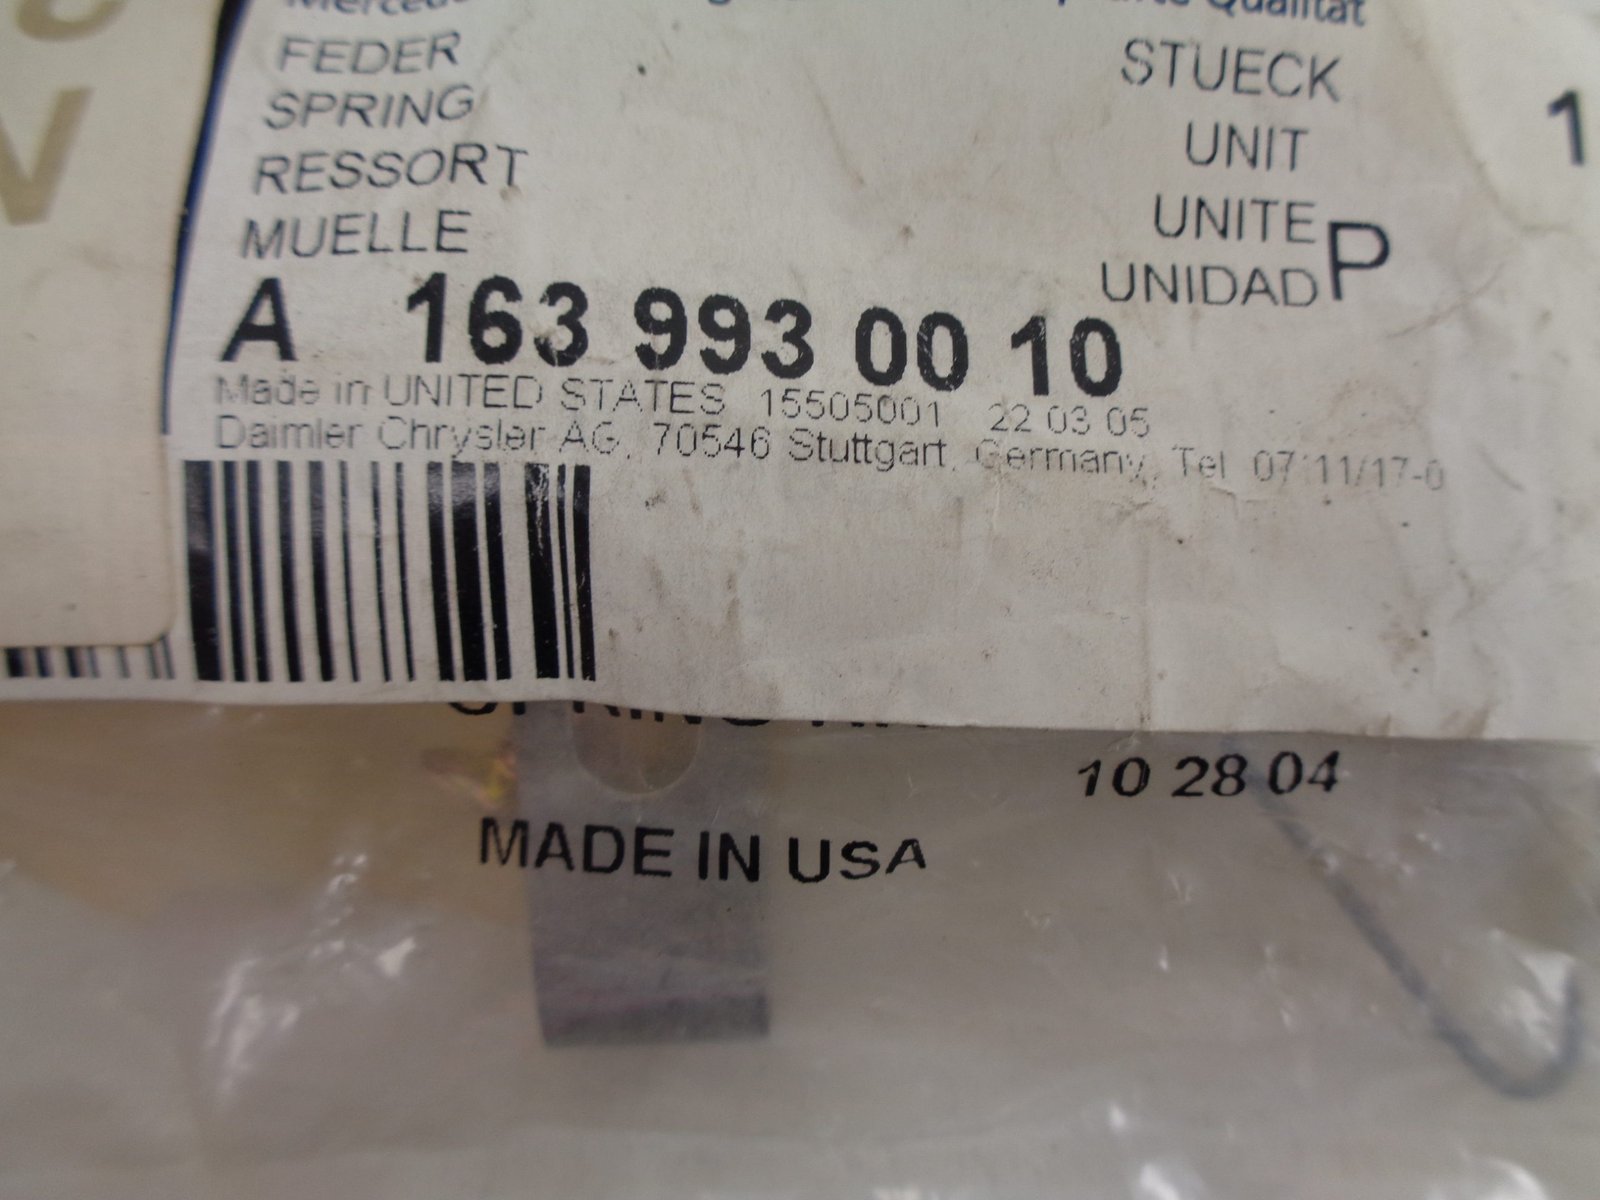 Qualität
FEDER
STUECK 1
SPRING
UNIT
RESSORT
UNITE
MUELLE
UNIDAD P
A 163 993 00 10
Made in UNITED STATES 15505001 22 03 05
Daimler Chrysler AG, 70546 Stuttgart, Germany, Tel 07 11/17-0
10 28 04
MADE IN USA